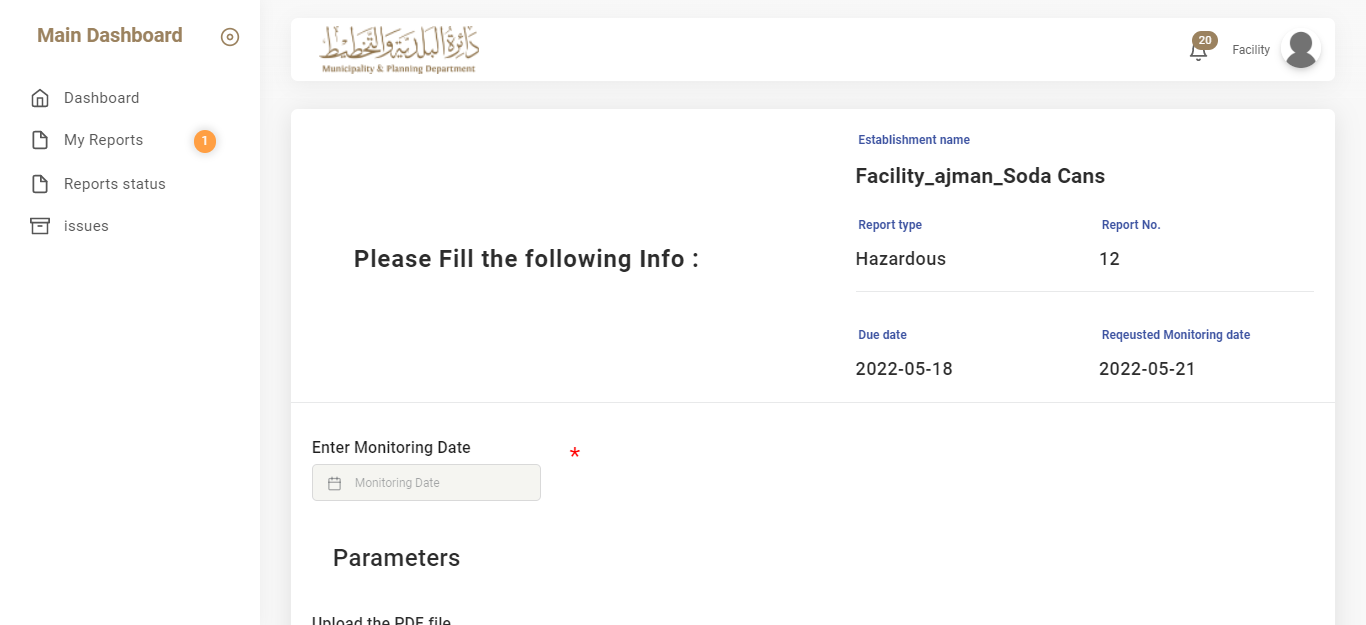 Main Dashboard
Dashboard
My Reports 1
Reports status
issues
دائرة البلدية والتخطيط
Municipality & Planning Department
20
Facility
Please Fill the following Info :
Establishment name
Facility_ajman_Soda Cans
Report type Report No.
Hazardous 12
Due date Reqeusted Monitoring date
2022-05-18 2022-05-21
Enter Monitoring Date *
Monitoring Date
Parameters
Upload the PDF file